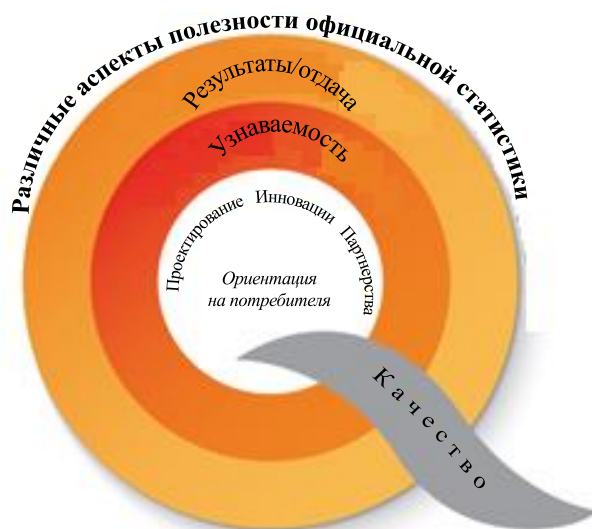 Различные аспекты полезности официальной статистики
Результаты/отдача
Узнаваемость
Проектирование Инновации Партнерства
Ориентация
на потребителя
Качество